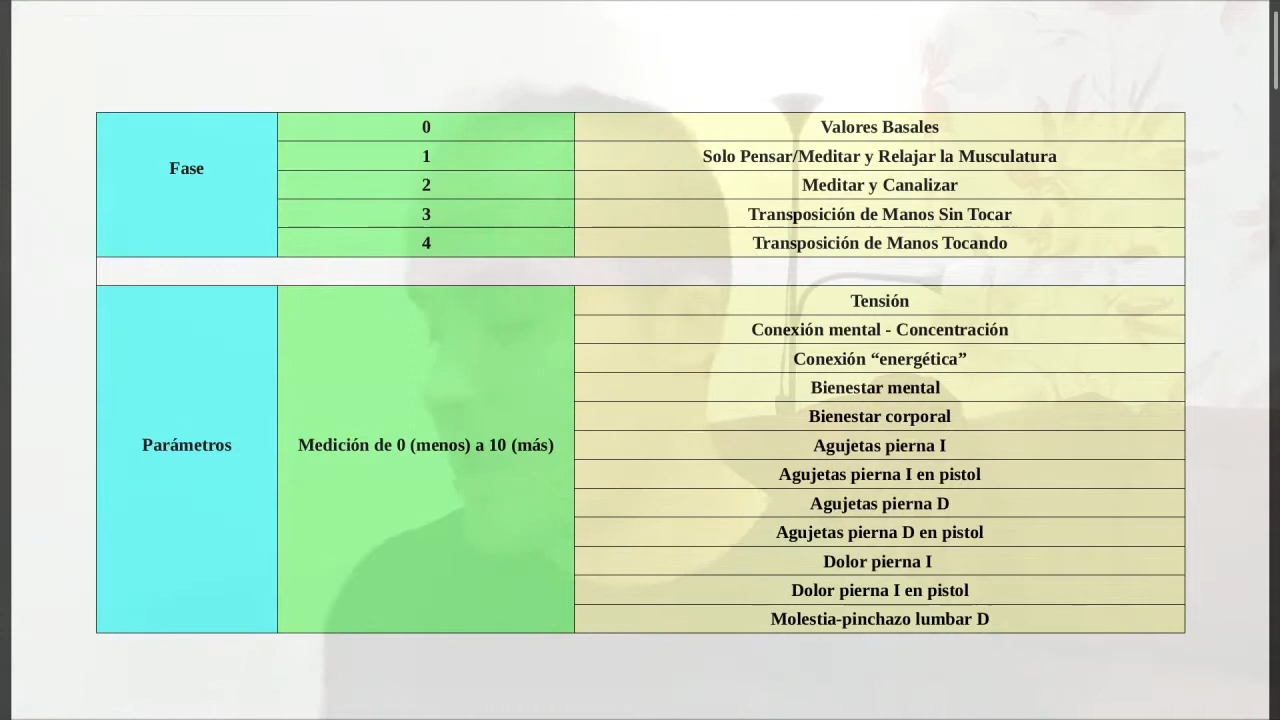 Fase
0
Valores Basales
1
Solo Pensar/Meditar y Relajar la Musculatura
2
Meditar y Canalizar
3
Transposición de Manos Sin Tocar
4
Transposición de Manos Tocando
Parámetros
Medición de 0 (menos) a 10 (más)
Tensión
Conexión mental - Concentración
Conexión “energética”
Bienestar mental
Bienestar corporal
Agujetas pierna I
Agujetas pierna I en pistol
Agujetas pierna D
Agujetas pierna D en pistol
Dolor pierna I
Dolor pierna I en pistol
Molestia-pinchazo lumbar D